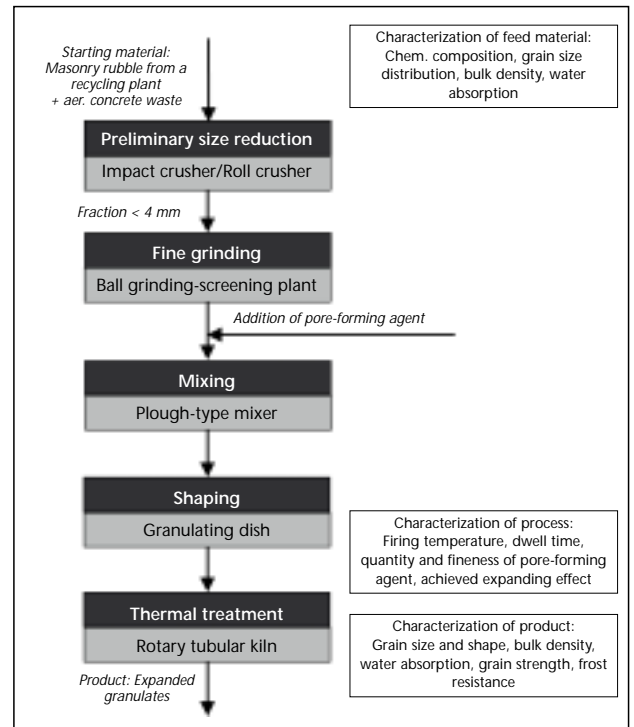 Starting material:
Masonry rubble from a
recycling plant
+ aer. concrete waste
Characterization of feed material:
Chem. composition, grain size
distribution, bulk density, water
absorption
Preliminary size reduction
Impact crusher/Roll crusher
Fraction < 4 mm
Fine grinding
Ball grinding-screening plant
Addition of pore-forming agent
Mixing
Plough-type mixer
Shaping
Granulating dish
Characterization of process:
Firing temperature, dwell time,
quantity and fineness of pore-forming
agent, achieved expanding effect
Thermal treatment
Rotary tubular kiln
Characterization of product:
Grain size and shape, bulk density,
water absorption, grain strength, frost
resistance
Product: Expanded
granulates